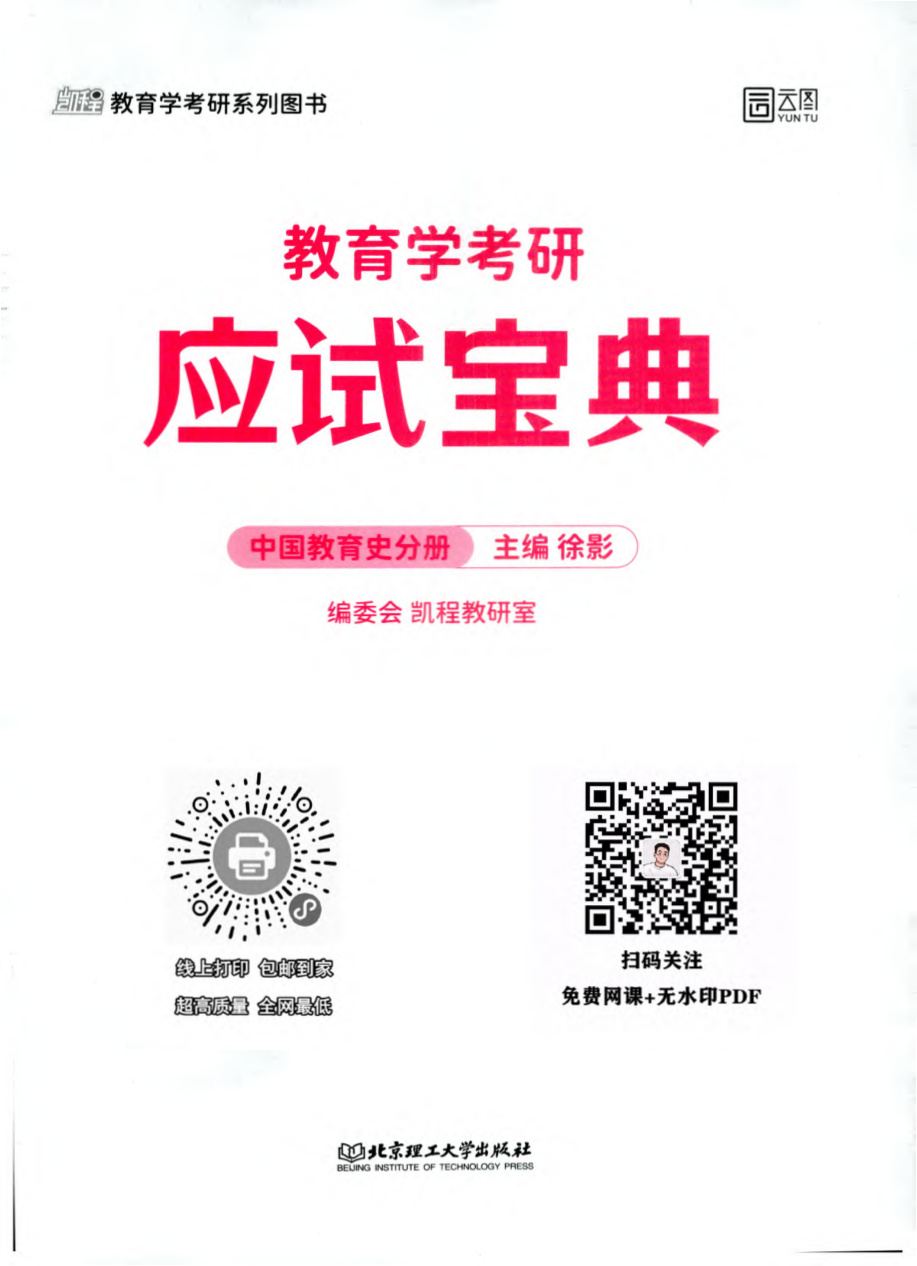 凯程 教育学考研系列图书
云图
YUN TU
教育学考研
应试宝典
中国教育史分册 主编 徐影
编委会 凯程教研室
线上打印 包邮到家
超高质量 全网最低
扫码关注
免费网课+无水印PDF
北京理工大学出版社
BEIJING INSTITUTE OF TECHNOLOGY PRESS